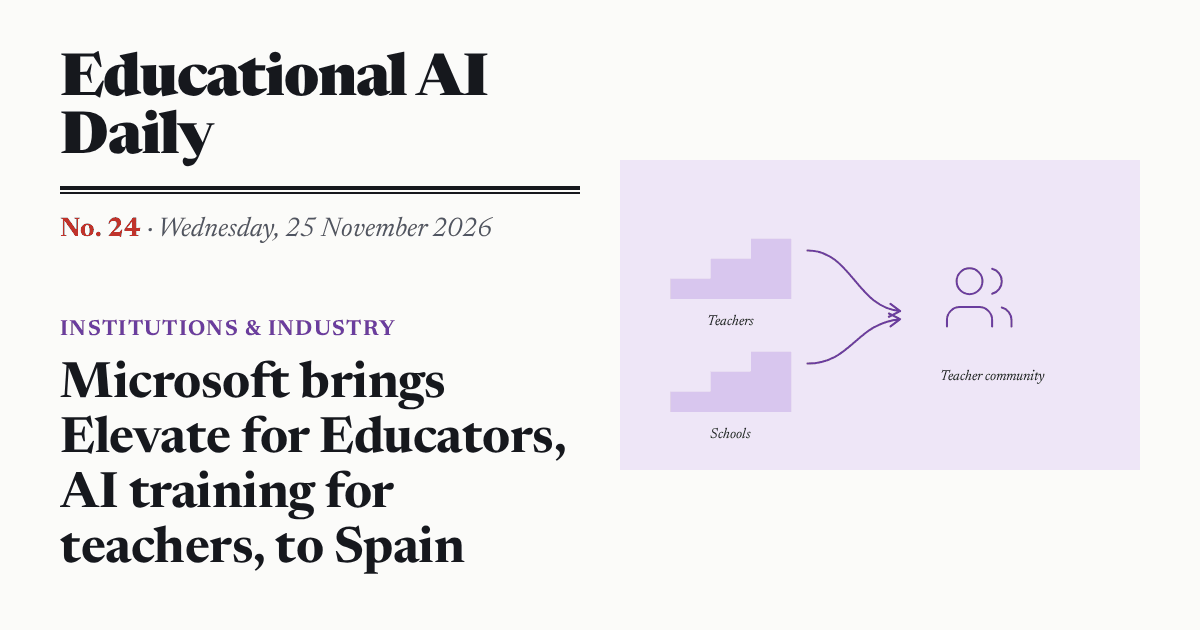 Educational AI
Daily
No. 24 · Wednesday, 25 November 2026
INSTITUTIONS & INDUSTRY
Microsoft brings
Elevate for Educators,
AI training for
teachers, to Spain
Teachers
Schools
Teacher community